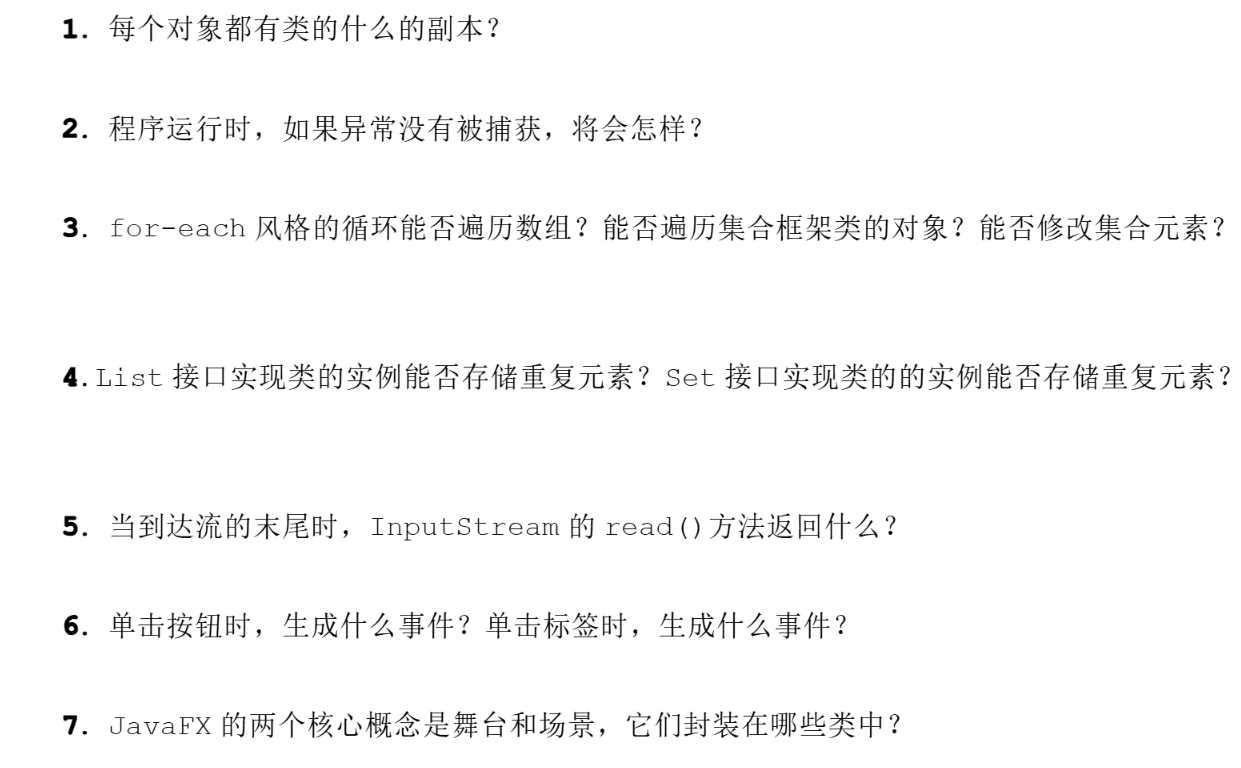 1. 每个对象都有类的什么的副本？
2. 程序运行时，如果异常没有被捕获，将会怎样？
3. for-each 风格的循环能否遍历数组？能否遍历集合框架类的对象？能否修改集合元素？
4. List 接口实现类的实例能否存储重复元素？Set 接口实现类的的实例能否存储重复元素？
5. 当到达流的末尾时，InputStream 的 read()方法返回什么？
6. 单击按钮时，生成什么事件？单击标签时，生成什么事件？
7. JavaFX 的两个核心概念是舞台和场景，它们封装在哪些类中？